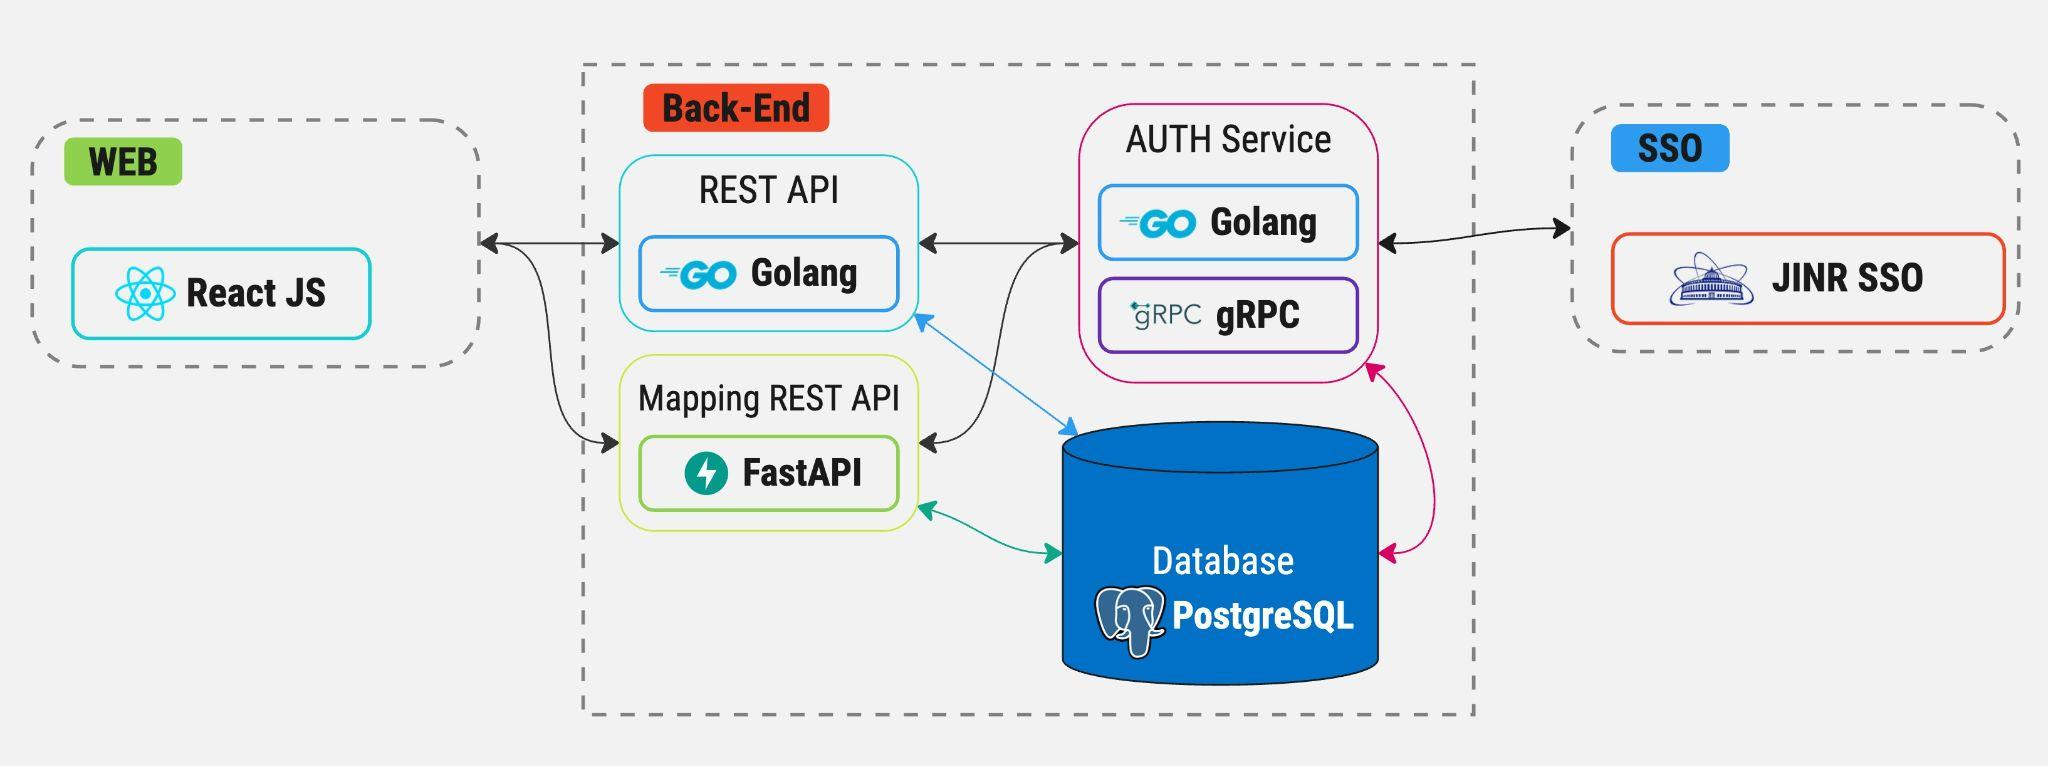 WEB
React JS
Back-End
REST API
GO Golang
Mapping REST API
FastAPI
AUTH Service
GO Golang
gRPC gRPC
Database
PostgreSQL
SSO
JINR SSO